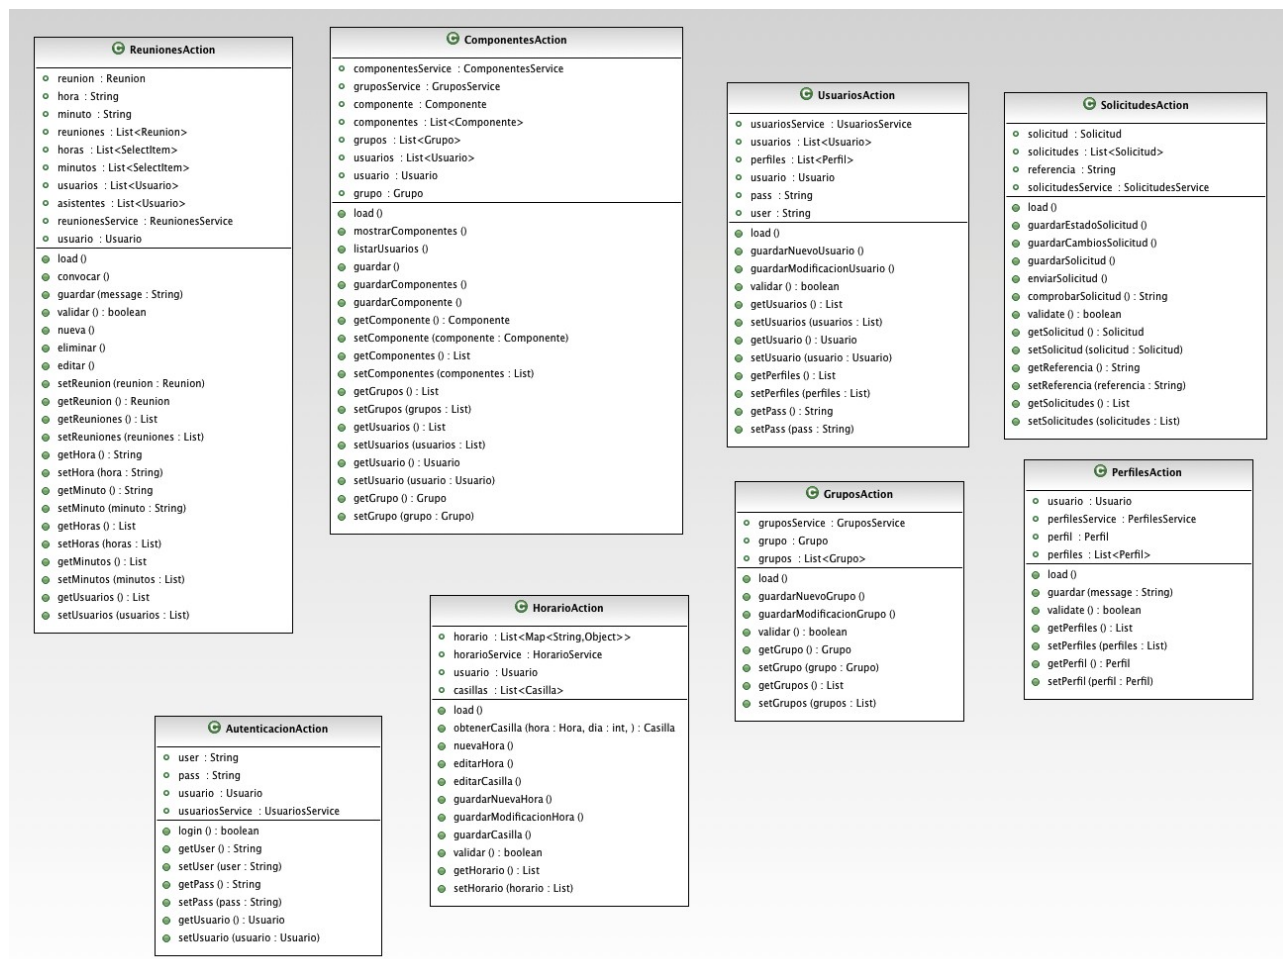 ReunionesAction
reunion : Reunion
hora : String
minuto : String
reuniones : List<Reunion>
horas : List<SelectItem>
minutos : List<SelectItem>
usuarios : List<Usuario>
asistentes : List<Usuario>
reunionesService : ReunionesService
usuario : Usuario
load ()
convocar ()
guardar (message : String)
validar () : boolean
nueva ()
eliminar ()
editar ()
setReunion (reunion : Reunion)
getReunion () : Reunion
getReuniones () : List
setReuniones (reuniones : List)
getHora () : String
setHora (hora : String)
getMinuto () : String
setMinuto (minuto : String)
getHoras () : List
setHoras (horas : List)
getMinutos () : List
setMinutos (minutos : List)
getUsuarios () : List
setUsuarios (usuarios : List)
ComponentesAction
componentesService : ComponentesService
gruposService : GruposService
componente : Componente
componentes : List<Componente>
grupos : List<Grupo>
usuarios : List<Usuario>
usuario : Usuario
grupo : Grupo
load ()
mostrarComponentes ()
listarUsuarios ()
guardar ()
guardarComponentes ()
guardarComponente ()
getComponente () : Componente
setComponente (componente : Componente)
getComponentes () : List
setComponentes (componentes : List)
getGrupos () : List
setGrupos (grupos : List)
getUsuarios () : List
setUsuarios (usuarios : List)
getUsuario () : Usuario
setUsuario (usuario : Usuario)
getGrupo () : Grupo
setGrupo (grupo : Grupo)
UsuariosAction
usuariosService : UsuariosService
usuarios : List<Usuario>
perfiles : List<Perfil>
usuario : Usuario
pass : String
user : String
load ()
guardarNuevoUsuario ()
guardarModificacionUsuario ()
validar () : boolean
getUsuarios () : List
setUsuarios (usuarios : List)
getUsuario () : Usuario
setUsuario (usuario : Usuario)
getPerfiles () : List
setPerfiles (perfiles : List)
getPass () : String
setPass (pass : String)
SolicitudesAction
solicitud : Solicitud
solicitudes : List<Solicitud>
referencia : String
solicitudesService : SolicitudesService
load ()
guardarEstadoSolicitud ()
guardarCambiosSolicitud ()
guardarSolicitud ()
enviarSolicitud ()
comprobarSolicitud () : String
validate () : boolean
getSolicitud () : Solicitud
setSolicitud (solicitud : Solicitud)
getReferencia () : String
setReferencia (referencia : String)
getSolicitudes () : List
setSolicitudes (solicitudes : List)
GruposAction
gruposService : GruposService
grupo : Grupo
grupos : List<Grupo>
load ()
guardarNuevoGrupo ()
guardarModificacionGrupo ()
validar () : boolean
getGrupo () : Grupo
setGrupo (grupo : Grupo)
getGrupos () : List
setGrupos (grupos : List)
PerfilesAction
usuario : Usuario
perfilesService : PerfilesService
perfil : Perfil
perfiles : List<Perfil>
load ()
guardar (message : String)
validate () : boolean
getPerfiles () : List
setPerfiles (perfiles : List)
getPerfil () : Perfil
setPerfil (perfil : Perfil)
HorarioAction
horario : List<Map<String,Object>>
horarioService : HorarioService
usuario : Usuario
casillas : List<Casilla>
load ()
obtenerCasilla (hora : Hora, dia : int, ) : Casilla
nuevaHora ()
editarHora ()
editarCasilla ()
guardarNuevaHora ()
guardarModificacionHora ()
guardarCasilla ()
validar () : boolean
getHorario () : List
setHorario (horario : List)
AutenticacionAction
user : String
pass : String
usuario : Usuario
usuariosService : UsuariosService
login () : boolean
getUser () : String
setUser (user : String)
getPass () : String
setPass (pass : String)
getUsuario () : Usuario
setUsuario (usuario : Usuario)